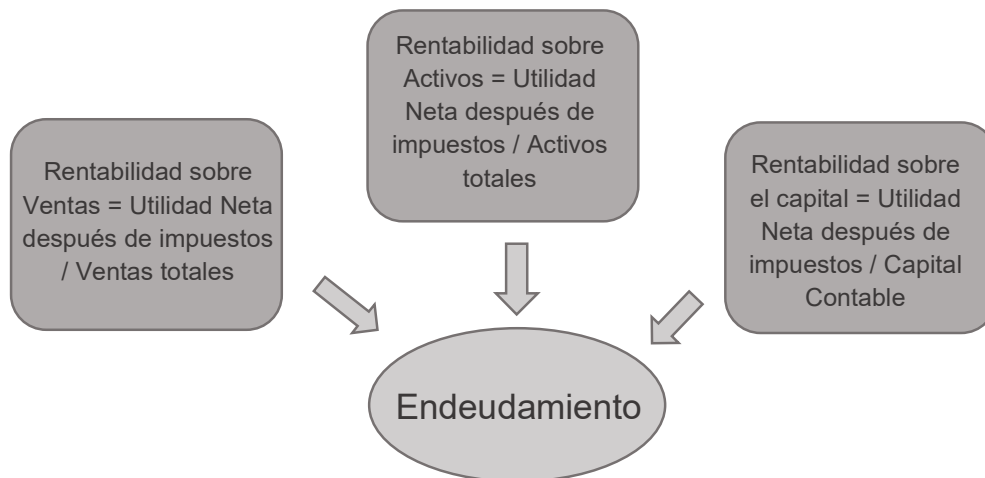 Rentabilidad sobre
Ventas = Utilidad Neta
después de impuestos
/ Ventas totales
Rentabilidad sobre
Activos = Utilidad
Neta después de
impuestos / Activos
totales
Rentabilidad sobre
el capital = Utilidad
Neta después de
impuestos / Capital
Contable
Endeudamiento